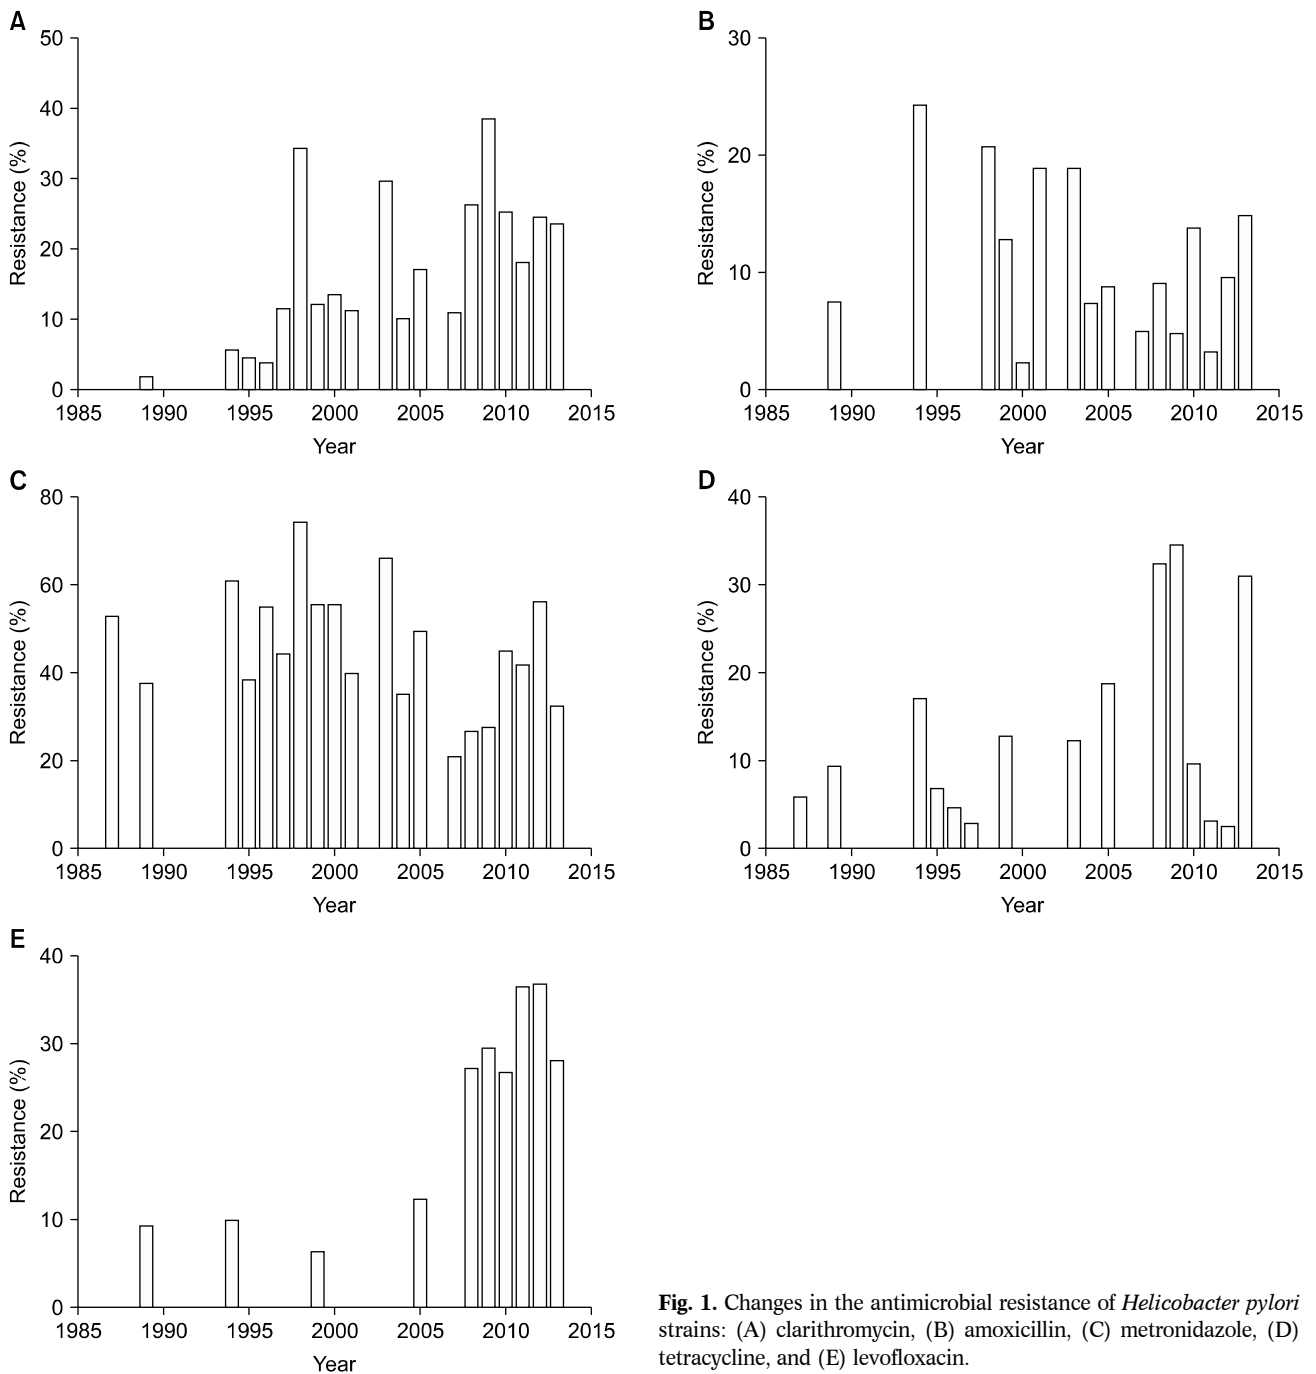 A
50
40
30
20
10
0
Resistance (%)
1985 1990 1995 2000 2005 2010 2015
Year
B
30
20
10
0
Resistance (%)
1985 1990 1995 2000 2005 2010 2015
Year
C
80
60
40
20
0
Resistance (%)
1985 1990 1995 2000 2005 2010 2015
Year
D
40
30
20
10
0
Resistance (%)
1985 1990 1995 2000 2005 2010 2015
Year
E
40
30
20
10
0
Resistance (%)
1985 1990 1995 2000 2005 2010 2015
Year
Fig. 1. Changes in the antimicrobial resistance of Helicobacter pylori
strains: (A) clarithromycin, (B) amoxicillin, (C) metronidazole, (D)
tetracycline, and (E) levofloxacin.